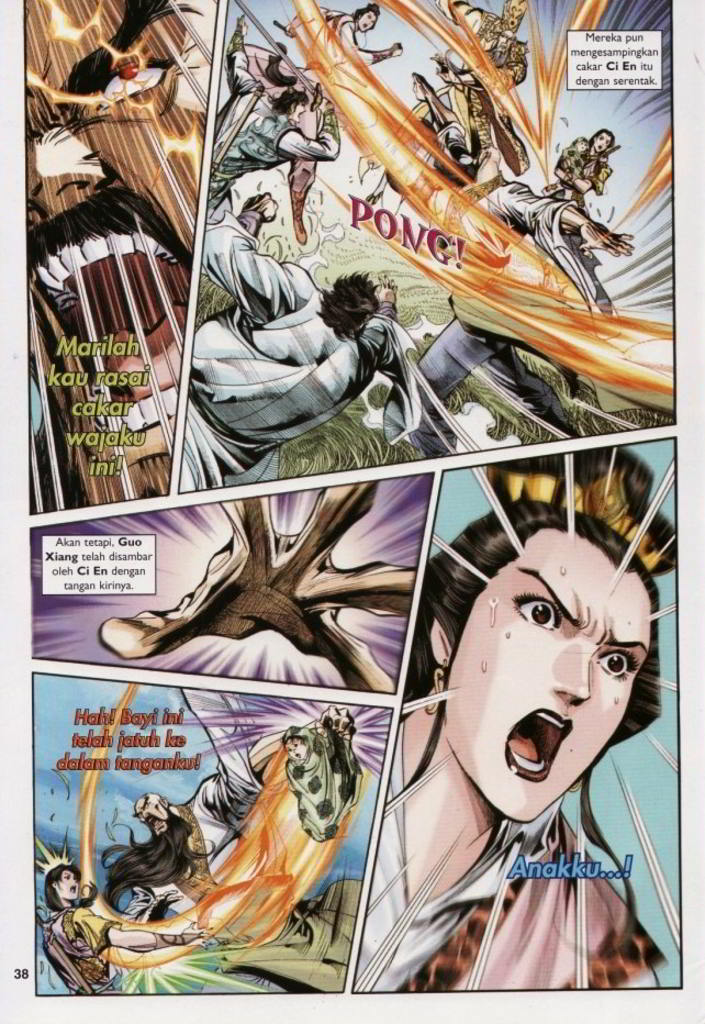 Marilah
kau rasai
cakar
wajaku
ini!
Mereka pun
mengesampingkan
cakar Ci En itu
dengan serentak.
PONG!
Akan tetapi, Guo
Xiang telah disambar
oleh Ci En dengan
tangan kirinya.
Hah! Bayi ini
telah jatuh ke
dalam tanganku!
Anakku...!
38